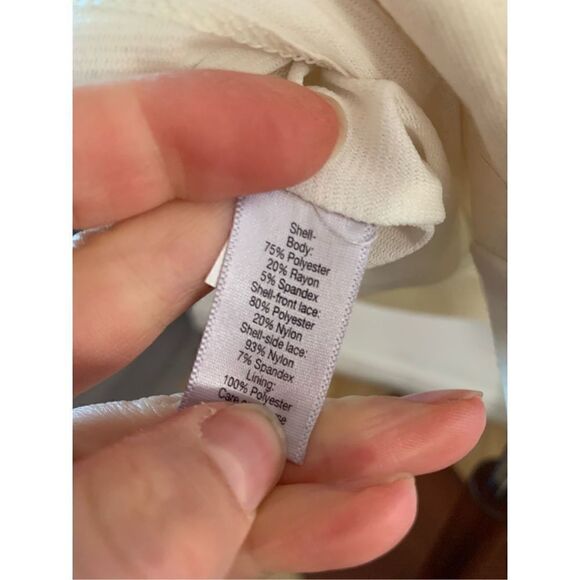 Shell-
Body:
75% Polyester
20% Rayon
5% Spandex
Shell-front lace:
80% Polyester
20% Nylon
Shell-side lace:
93% Nylon
7% Spandex
Lining:
100% Polyester
Care